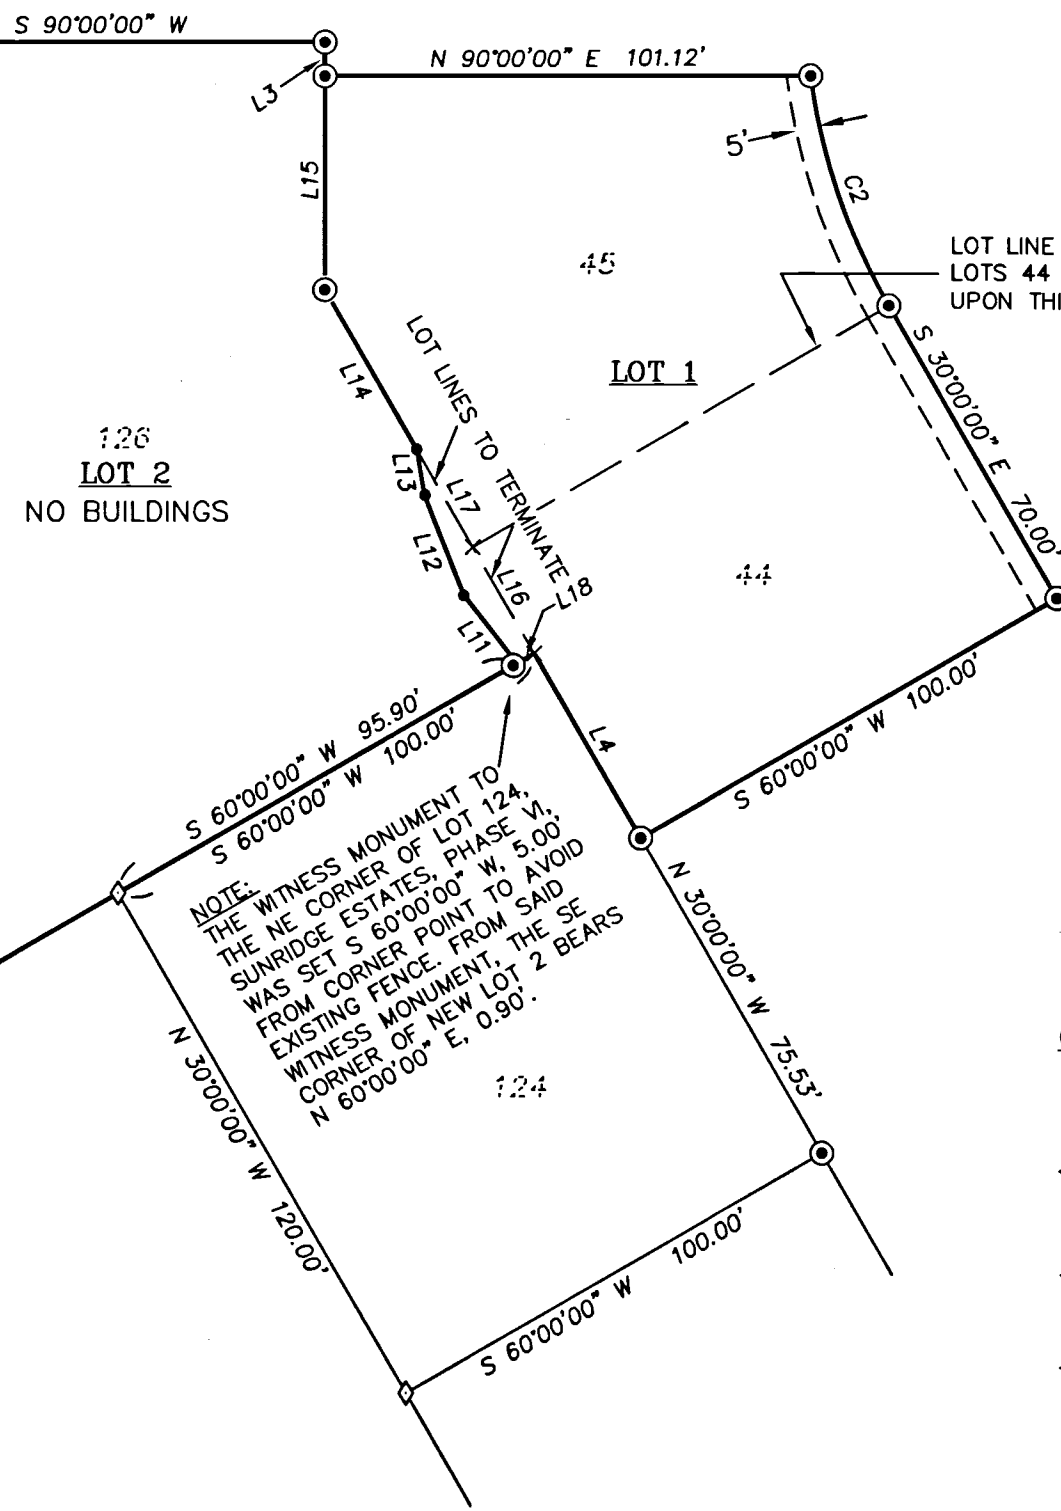 S 90°00'00" W
L3
N 90°00'00" E 101.12'
5'
L15
C2
45
LOT LINE
LOTS 44
UPON THI
LOT LINES TO TERMINATE
LOT 1
S 30°00'00" E 70.00'
L14
126
LOT 2
NO BUILDINGS
L13
L17
L12
L16
44
L18
L11
L4
S 60°00'00" W 95.90'
S 60°00'00" W 100.00'
S 60°00'00" W 100.00'
NOTE:
THE WITNESS MONUMENT TO
THE NE CORNER OF LOT 124,
SUNRIDGE ESTATES, PHASE VI,
WAS SET S 60°00'00" W, 5.00'
FROM CORNER POINT TO AVOID
EXISTING FENCE. FROM SAID
WITNESS MONUMENT, THE SE
CORNER OF NEW LOT 2 BEARS
N 60°00'00" E, 0.90'.
N 30°00'00" W 75.53'
N 30°00'00" W 120.00'
124
S 60°00'00" W 100.00'